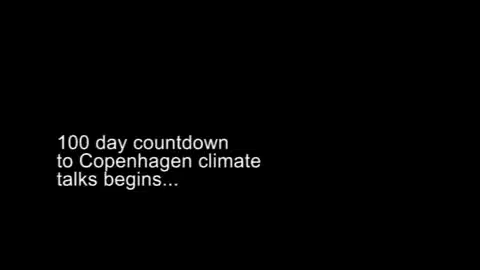 100 day countdown
to Copenhagen climate
talks begins...